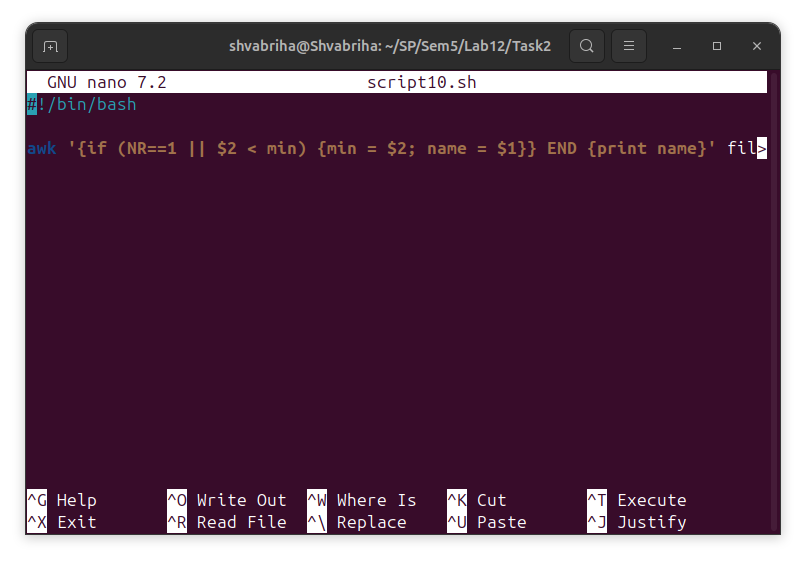 shvabriha@Shvabriha: ~/SP/Sem5/Lab12/Task2
GNU nano 7.2 script10.sh
#!/bin/bash
awk '{if (NR==1 || $2 < min) {min = $2; name = $1}} END {print name}' fil>
^G Help ^O Write Out ^W Where Is ^K Cut ^T Execute
^X Exit ^R Read File ^\ Replace ^U Paste ^J Justify